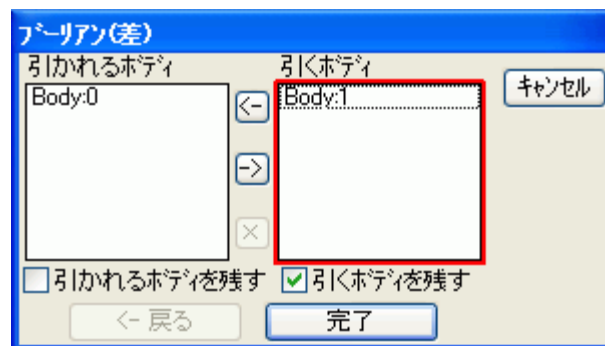 ブーリアン(差)
引かれるボディ
引くボディ
キャンセル
Body:0
<-
Body:1
->
×
引かれるボディを残す
引くボディを残す
<- 戻る
完了